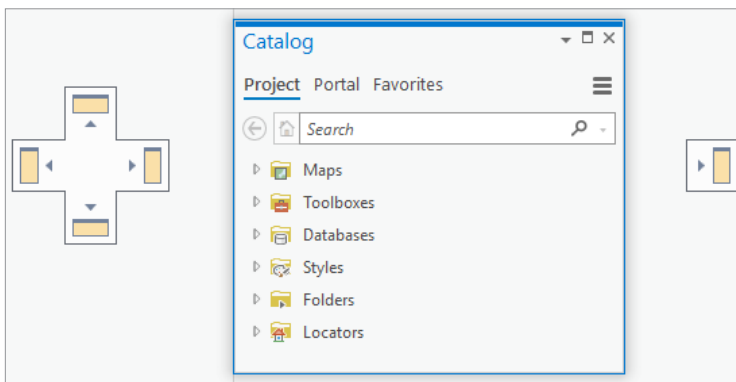 Catalog
Project Portal Favorites
Search
Maps
Toolboxes
Databases
Styles
Folders
Locators